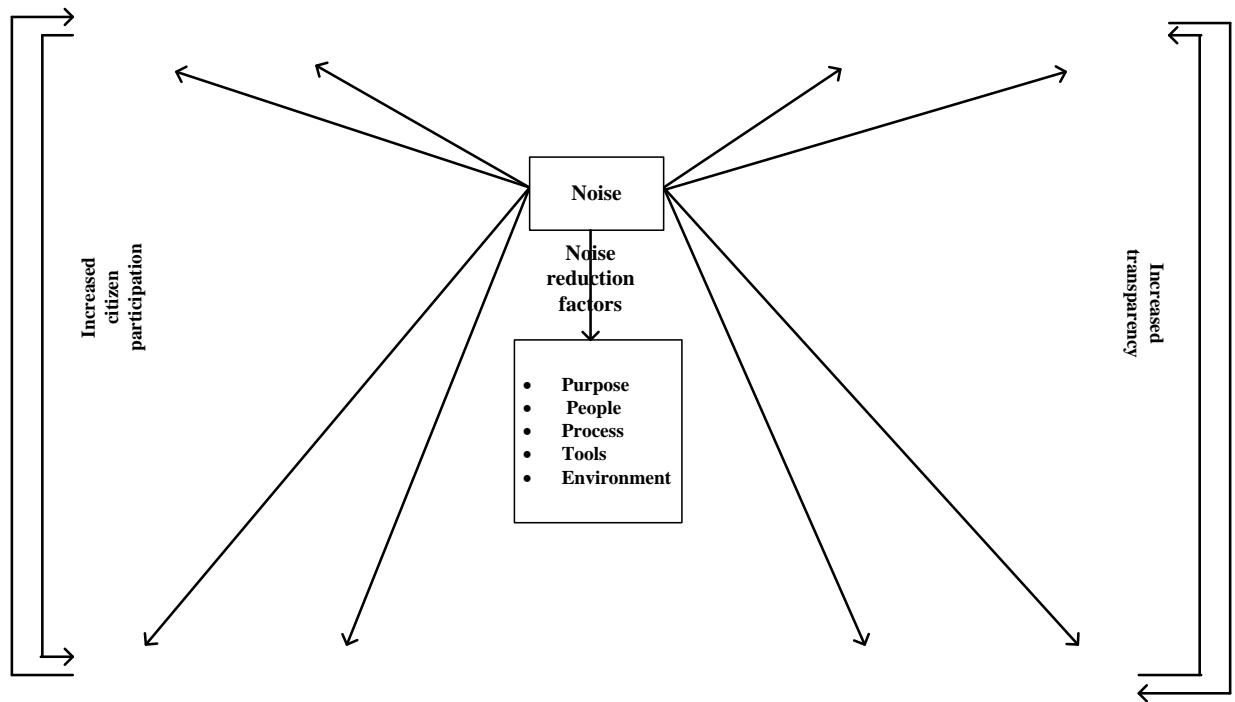 Noise
Noise
reduction
factors
Increased
citizen
participation
Increased
transparency
• Purpose
• People
• Process
• Tools
• Environment